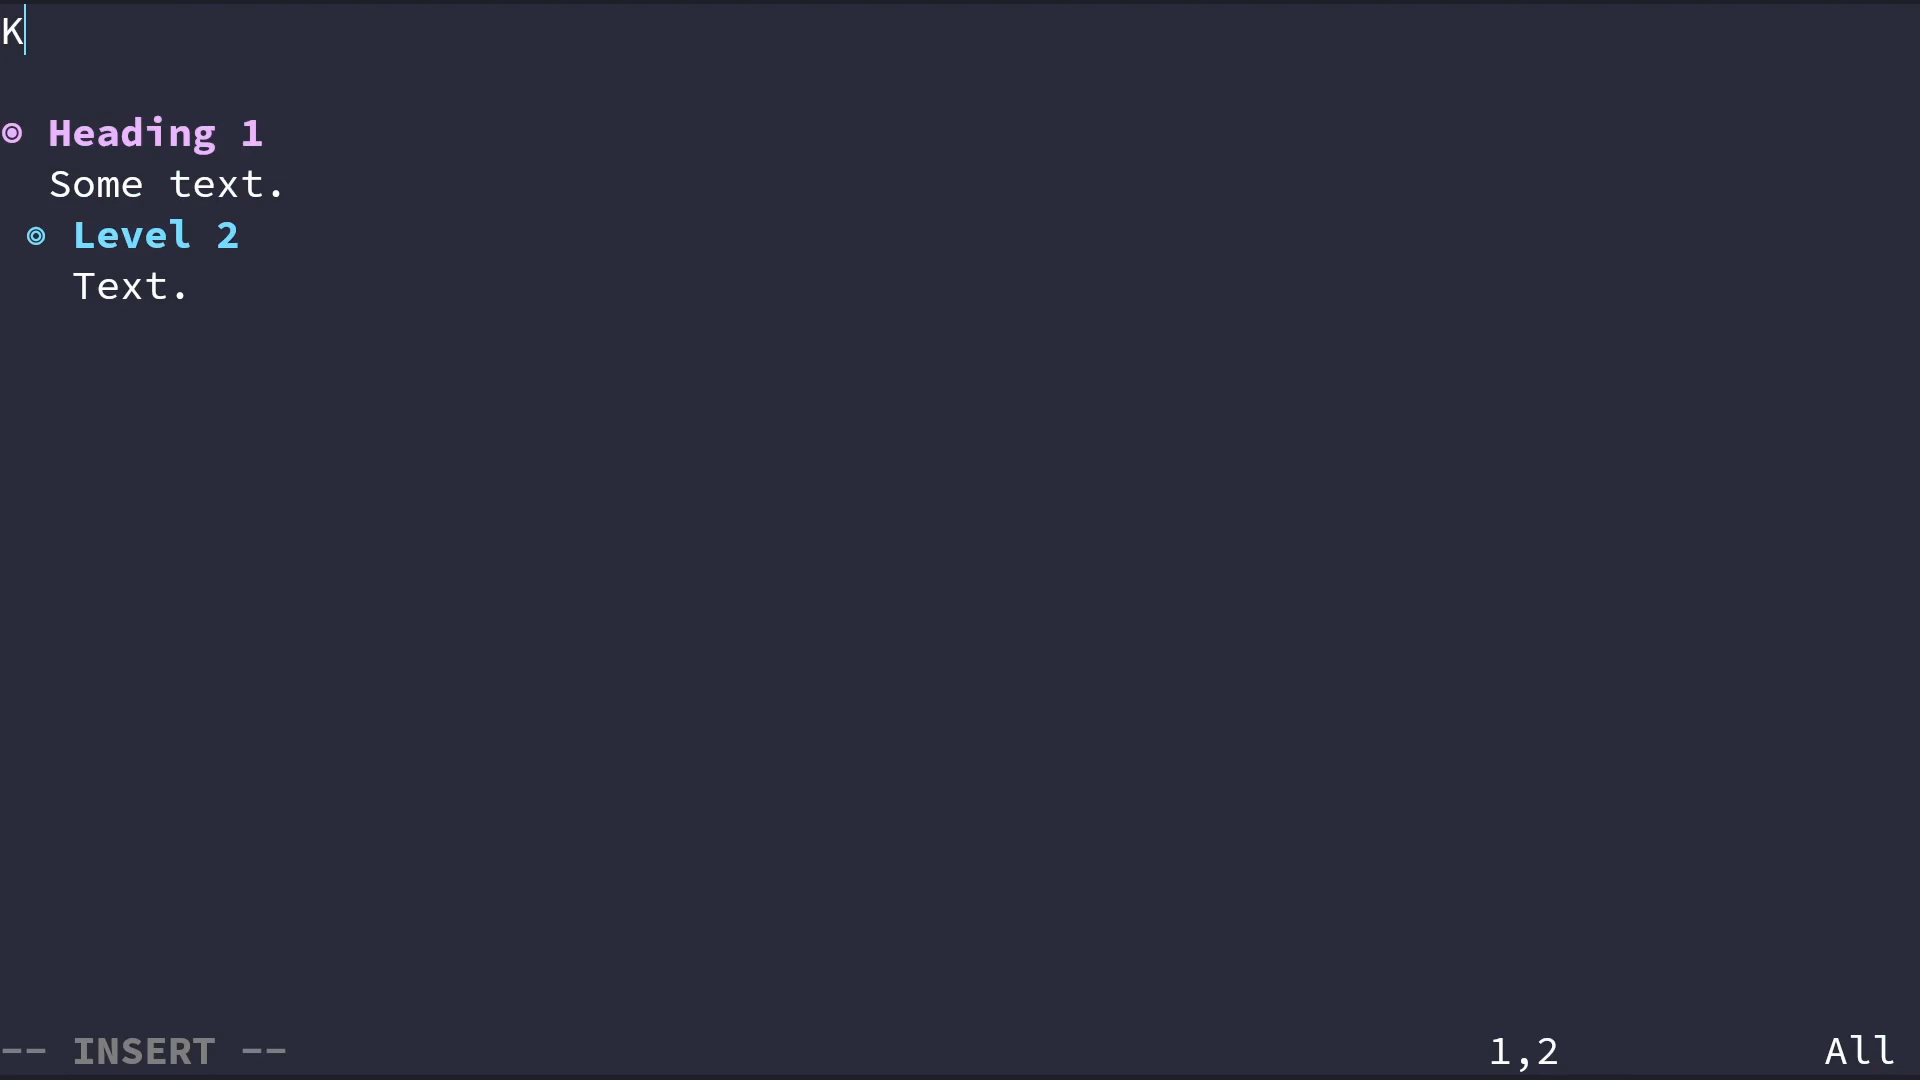 K
◉ Heading 1
Some text.
◎ Level 2
Text.
-- INSERT -- 1,2 All